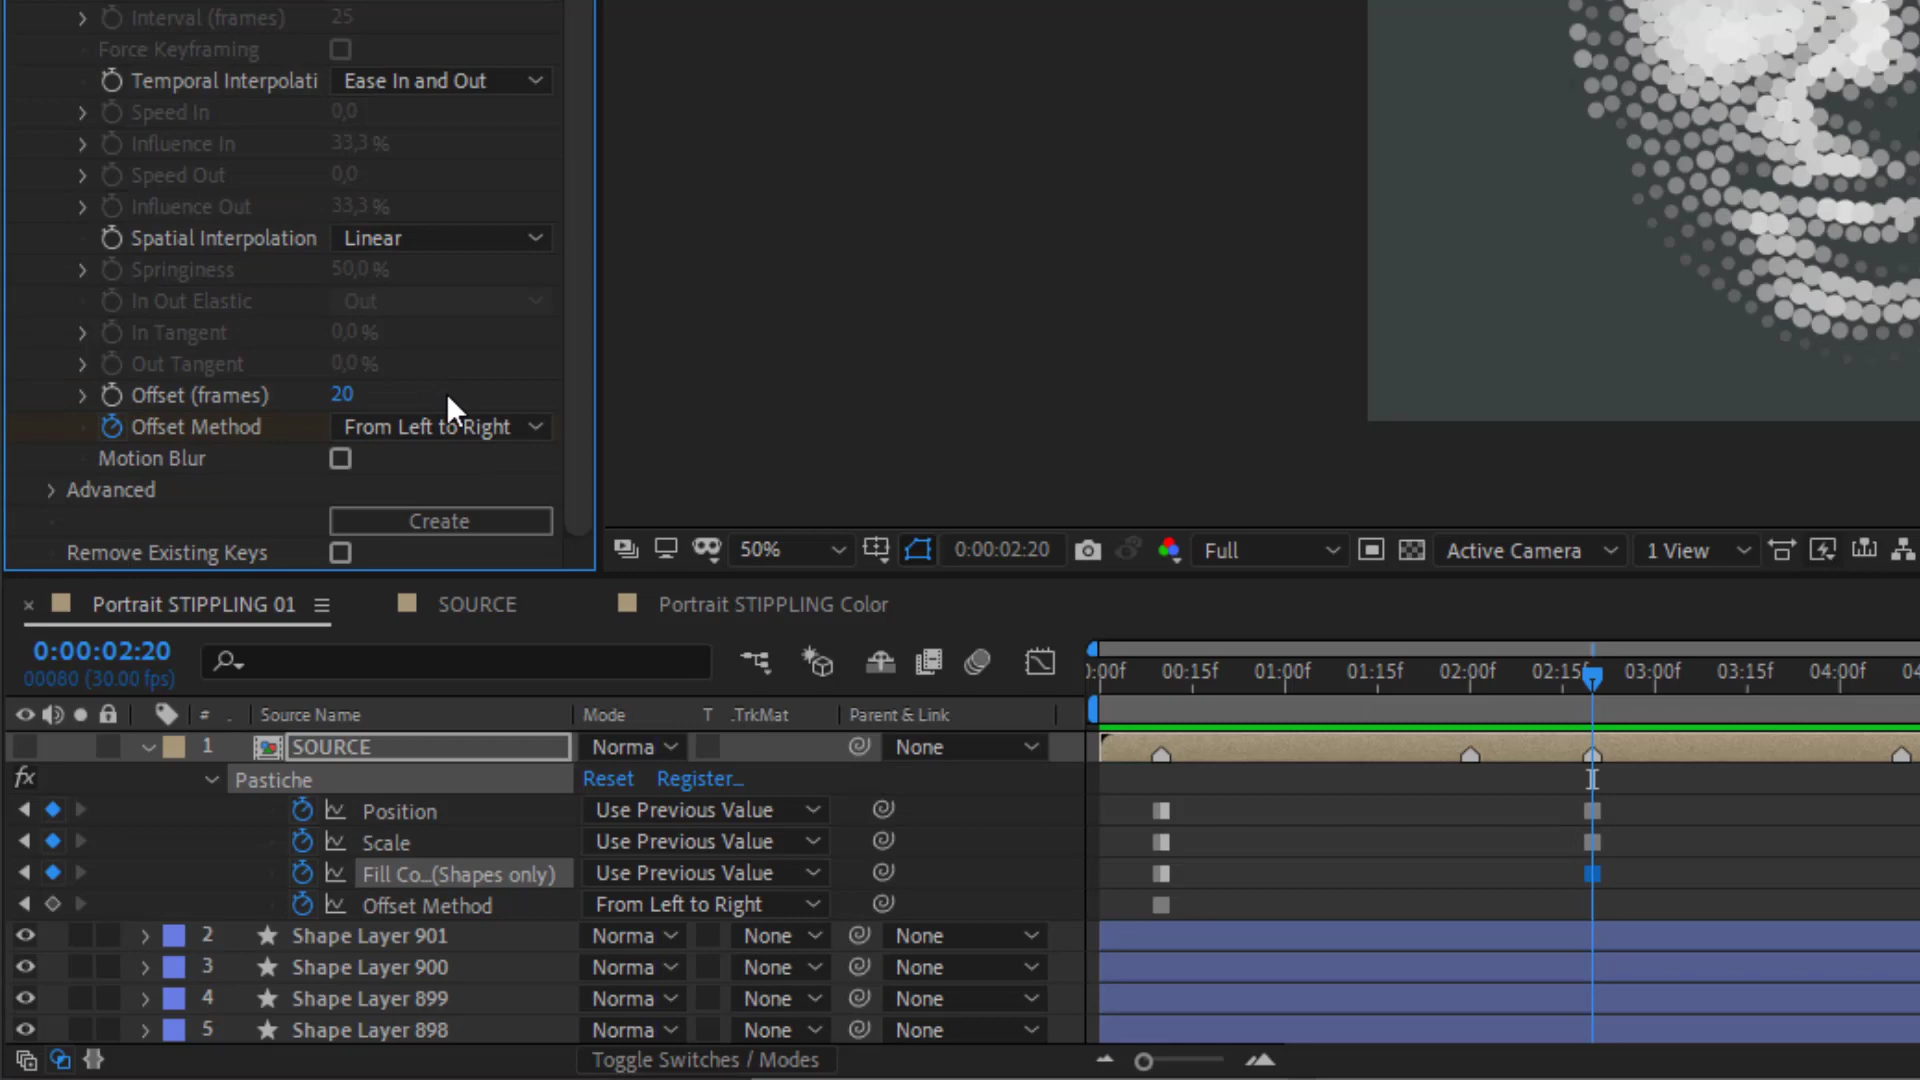 Interval (frames) 25
Force Keyframing
Temporal Interpolati Ease In and Out
Speed In 0,0
Influence In 33,3 %
Speed Out 0,0
Influence Out 33,3 %
Spatial Interpolation Linear
Springiness 50,0 %
In Out Elastic Out
In Tangent 0,0 %
Out Tangent 0,0 %
Offset (frames) 20
Offset Method From Left to Right
Motion Blur
Advanced
Create
Remove Existing Keys
50% 0:00:02:20 Full Active Camera 1 View
× Portrait STIPPLING 01 SOURCE Portrait STIPPLING Color
0:00:02:20
00080 (30.00 fps)
:00f 00:15f 01:00f 01:15f 02:00f 02:15 03:00f 03:15f 04:00f 04
# . Source Name Mode T .TrkMat Parent & Link
1 SOURCE Norma None
fx Pastiche Reset Register...
Position Use Previous Value
Scale Use Previous Value
Fill Co...(Shapes only) Use Previous Value
Offset Method From Left to Right
2 Shape Layer 901 Norma None None
3 Shape Layer 900 Norma None None
4 Shape Layer 899 Norma None None
5 Shape Layer 898 Norma None None
Toggle Switches / Modes